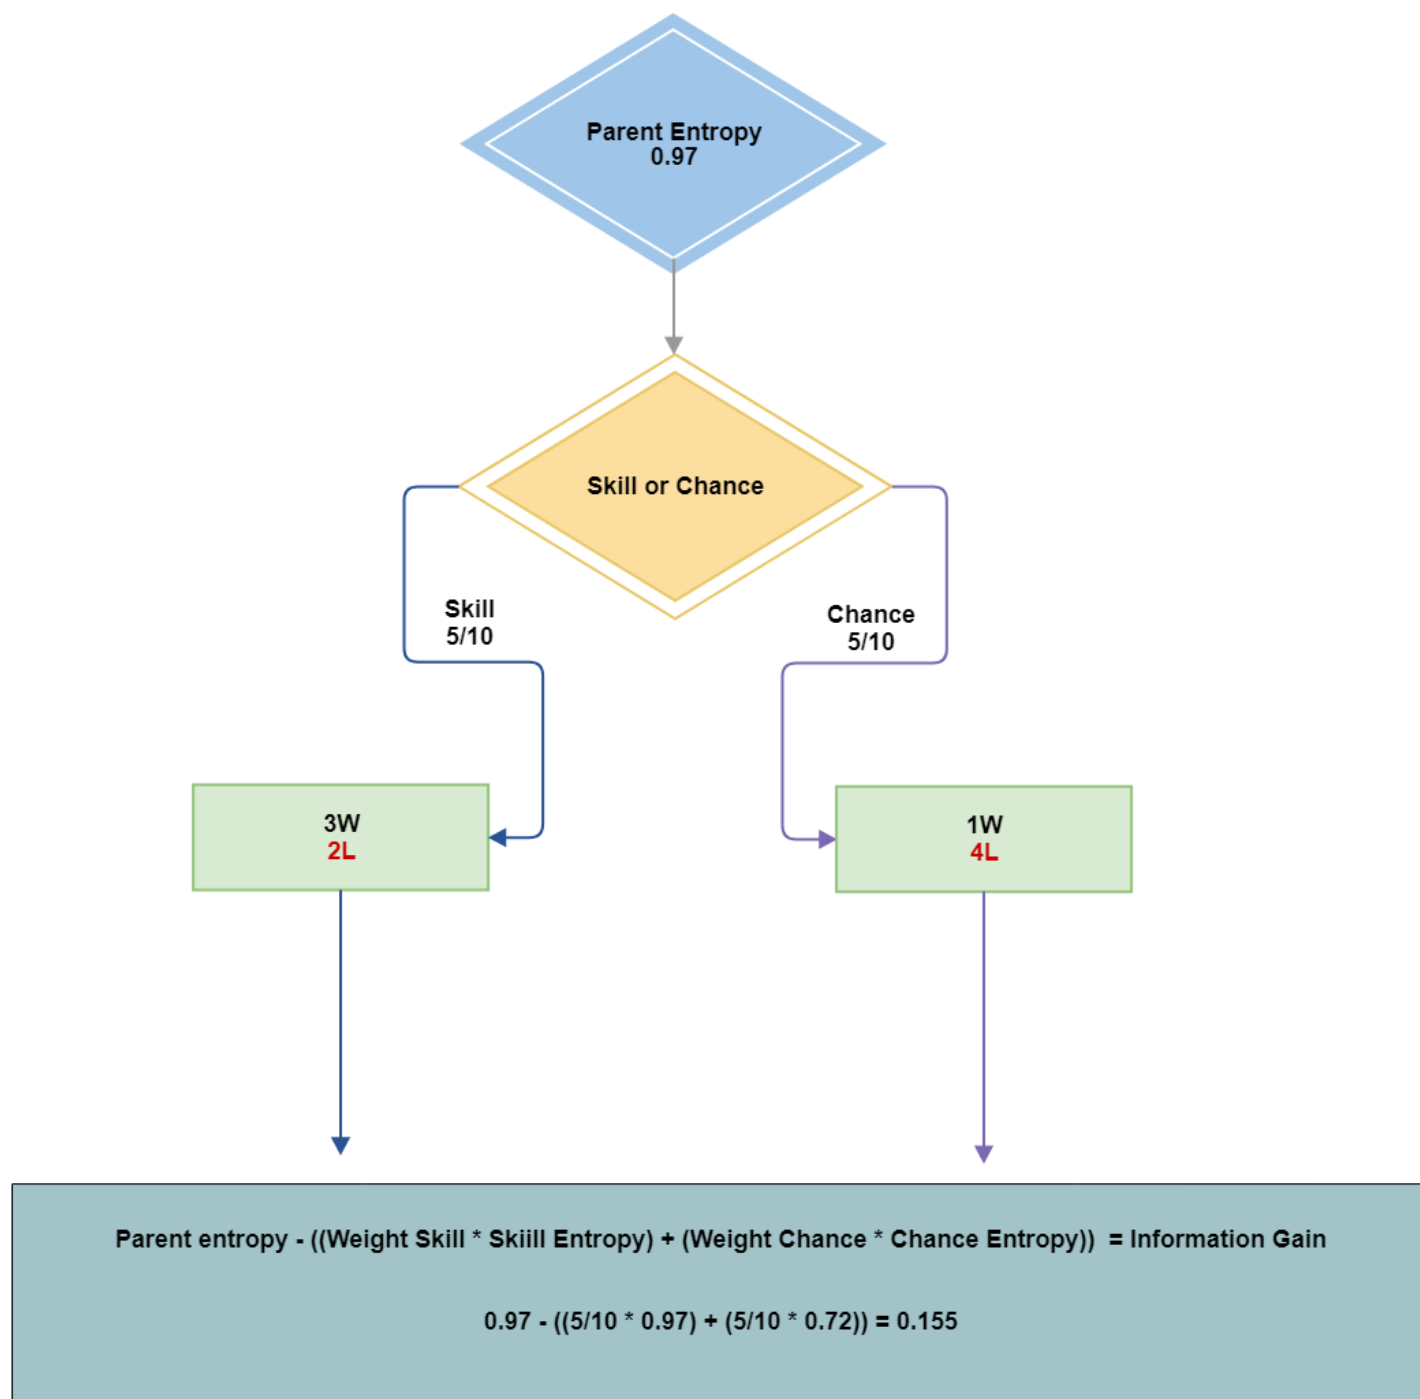 Parent Entropy
0.97
Skill or Chance
Skill
5/10
Chance
5/10
3W
2L
1W
4L
Parent entropy - ((Weight Skill * Skiill Entropy) + (Weight Chance * Chance Entropy)) = Information Gain
0.97 - ((5/10 * 0.97) + (5/10 * 0.72)) = 0.155